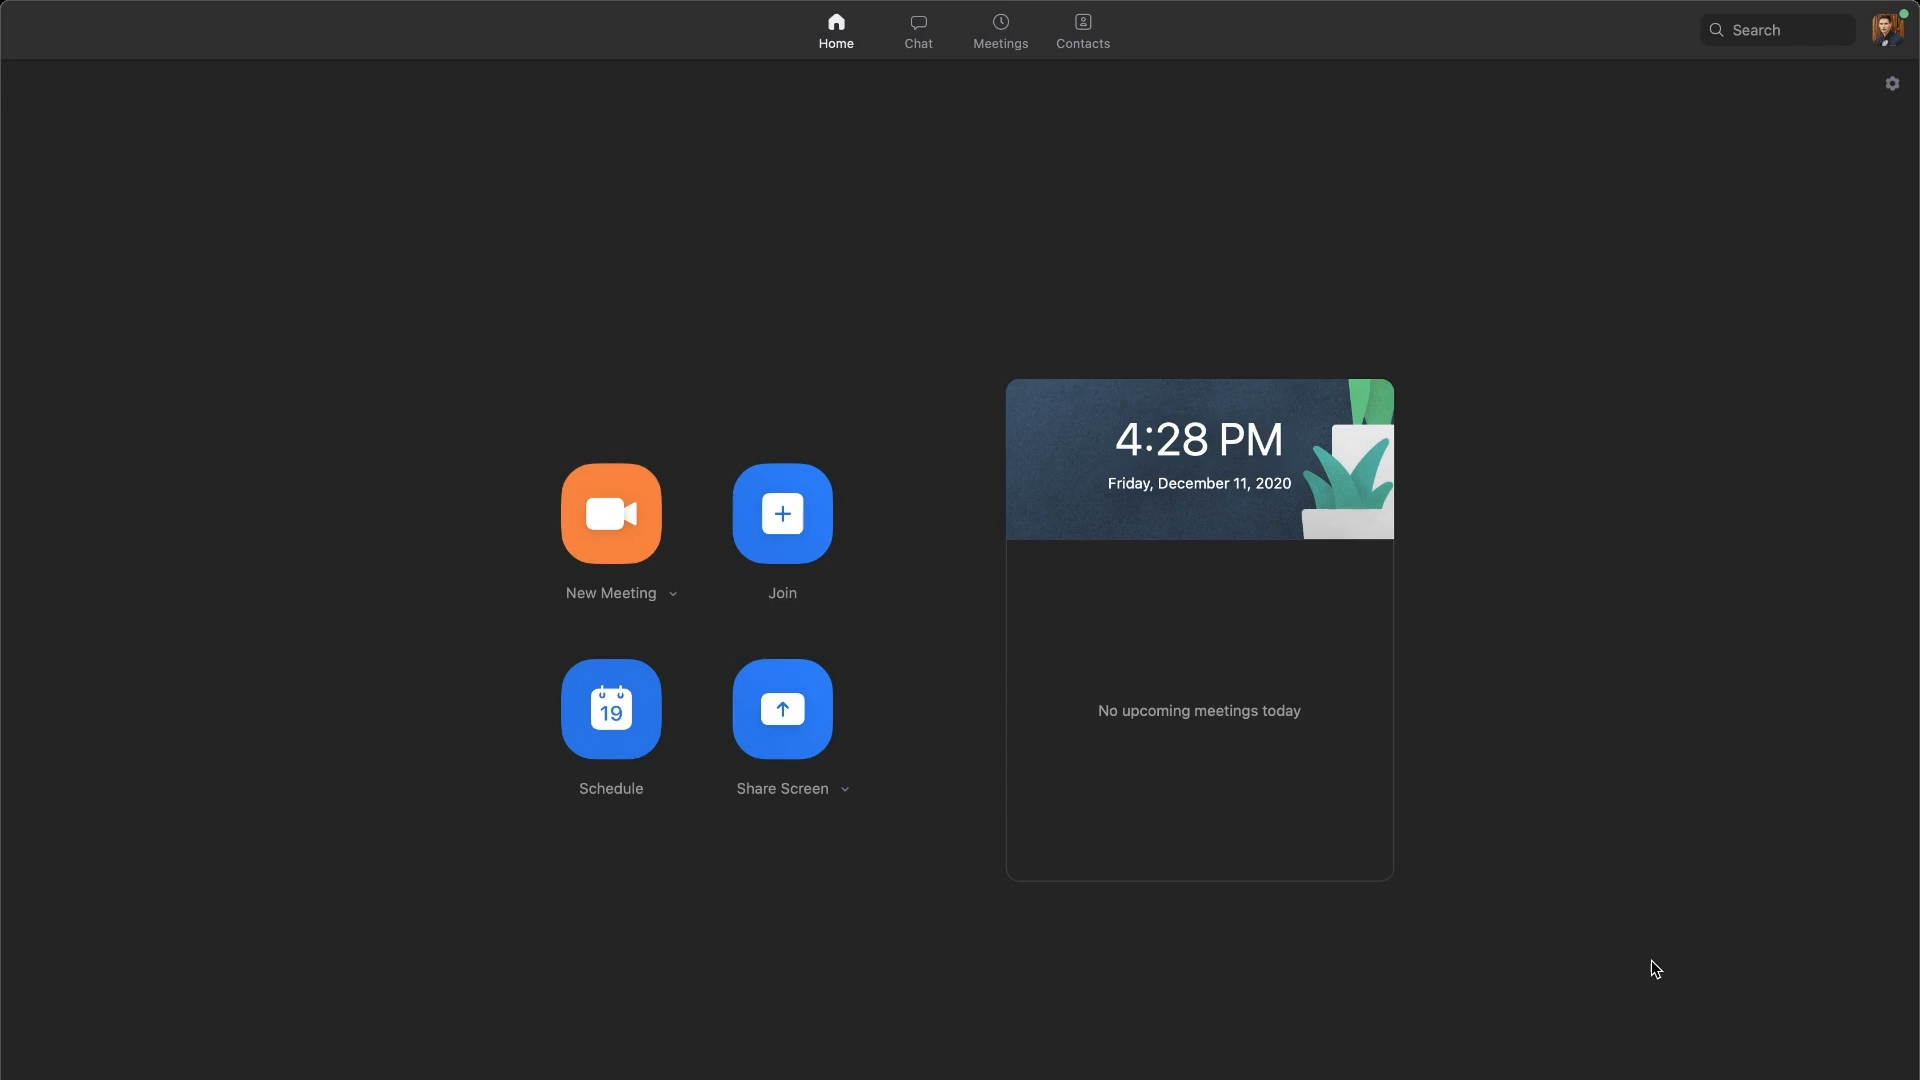 Home
Chat
Meetings
Contacts
Search
4:28 PM
Friday, December 11, 2020
New Meeting
Join
19
Schedule
Share Screen
No upcoming meetings today